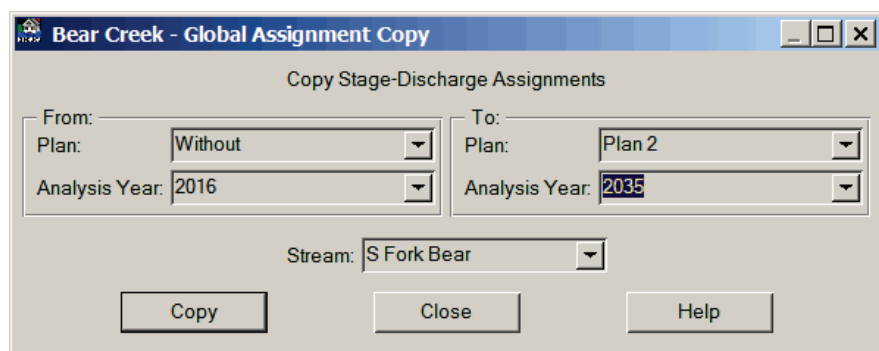 Bear Creek - Global Assignment Copy
Copy Stage-Discharge Assignments
From:
Plan: Without
Analysis Year: 2016
To:
Plan: Plan 2
Analysis Year: 2035
Stream: S Fork Bear
Copy Close Help